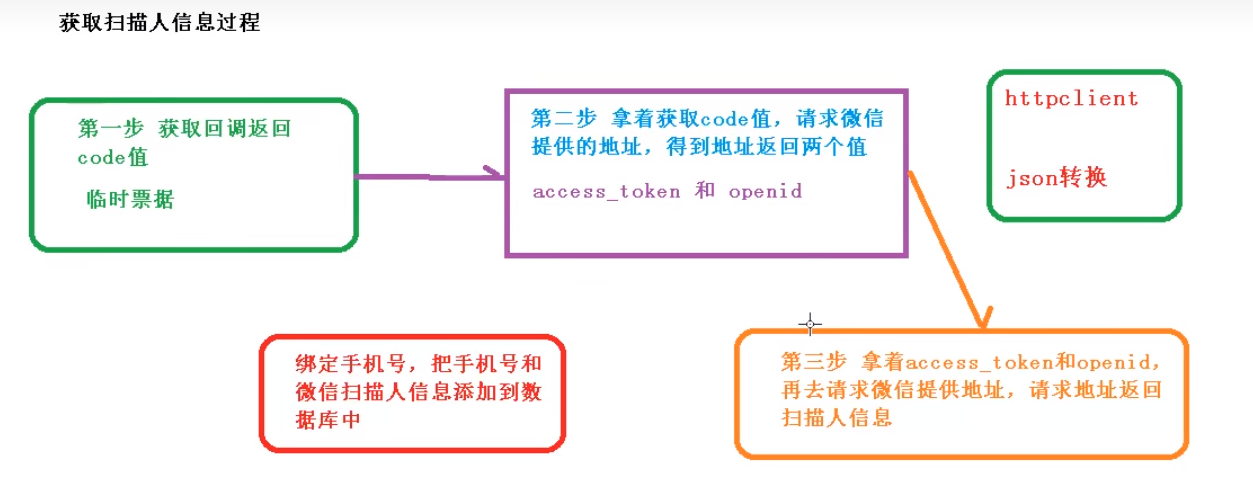 获取扫描人信息过程
第一步 获取回调返回
code值
临时票据
第二步 拿着获取code值，请求微信
提供的地址，得到地址返回两个值
access_token 和 openid
httpclient
json转换
第三步 拿着access_token和openid，
再去请求微信提供地址，请求地址返回
扫描人信息
绑定手机号，把手机号和
微信扫描人信息添加到数
据库中